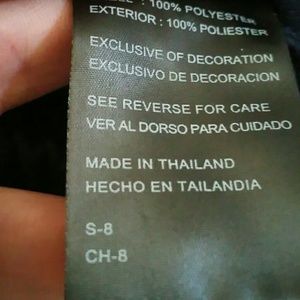 : 100% POLYESTER
EXTERIOR : 100% POLIESTER
EXCLUSIVE OF DECORATION
EXCLUSIVO DE DECORACION
SEE REVERSE FOR CARE
VER AL DORSO PARA CUIDADO
MADE IN THAILAND
HECHO EN TAILANDIA
S-8
CH-8